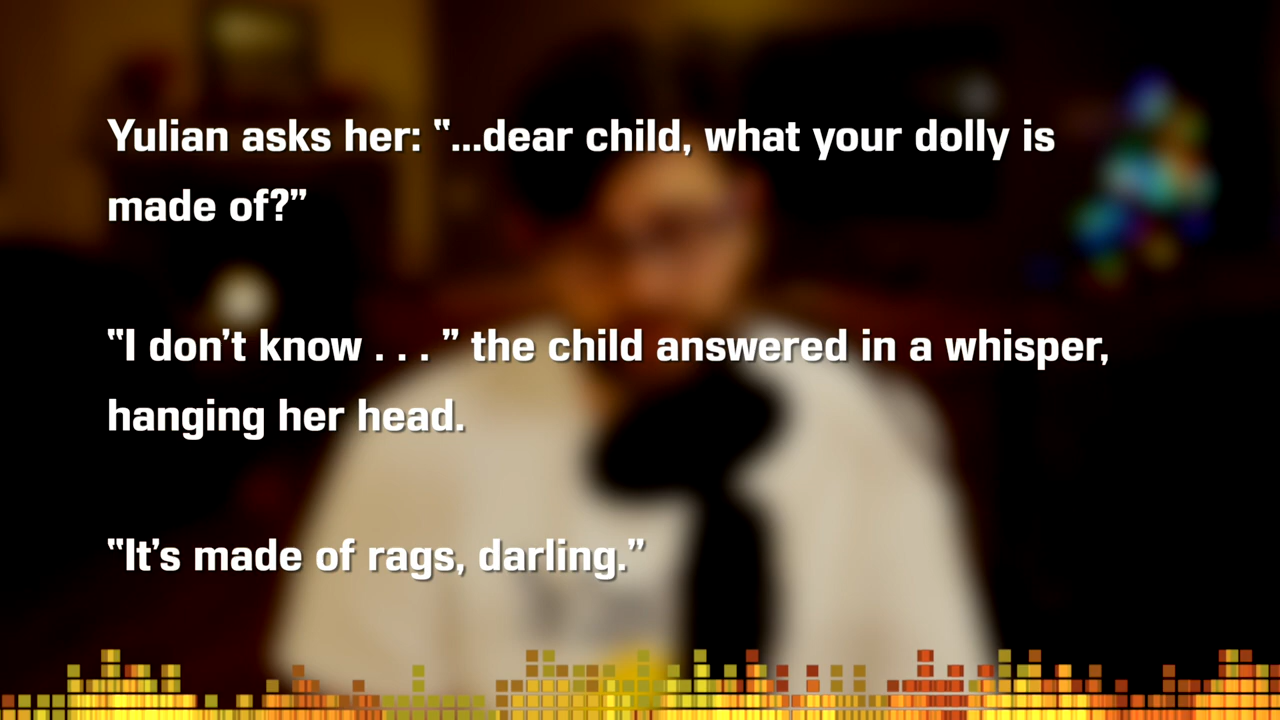 Yulian asks her: “...dear child, what your dolly is
made of?”
“I don’t know . . . ” the child answered in a whisper,
hanging her head.
“It’s made of rags, darling.”